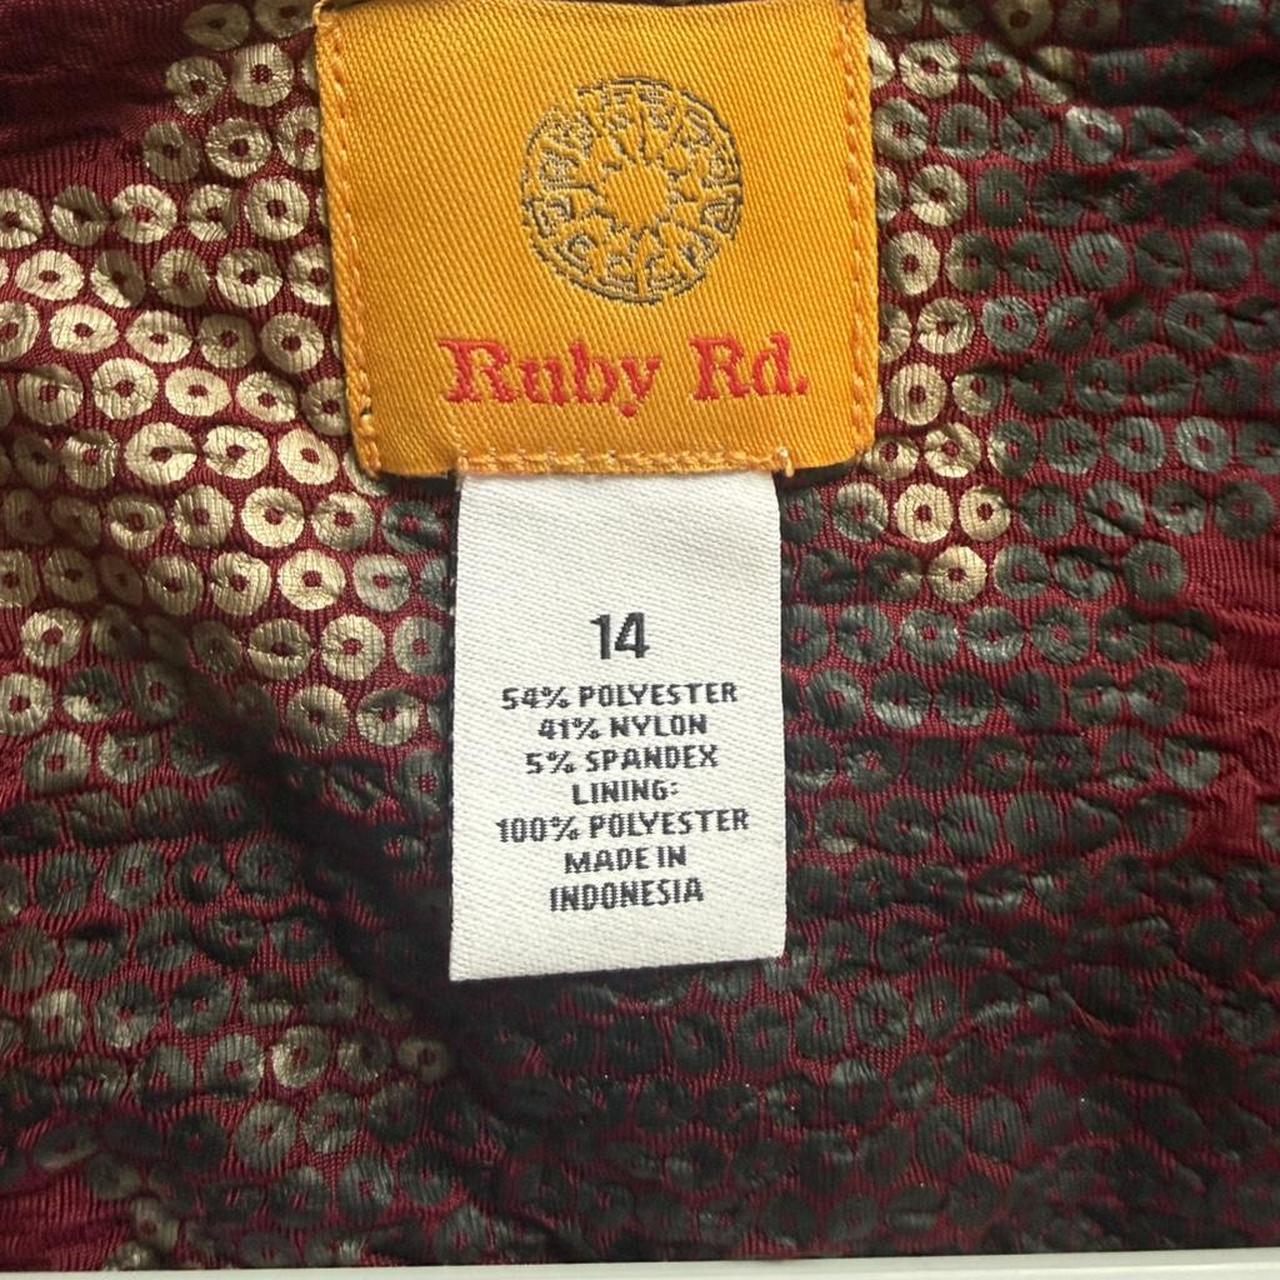 Ruby Rd.
14
54% POLYESTER
41% NYLON
5% SPANDEX
LINING:
100% POLYESTER
MADE IN
INDONESIA